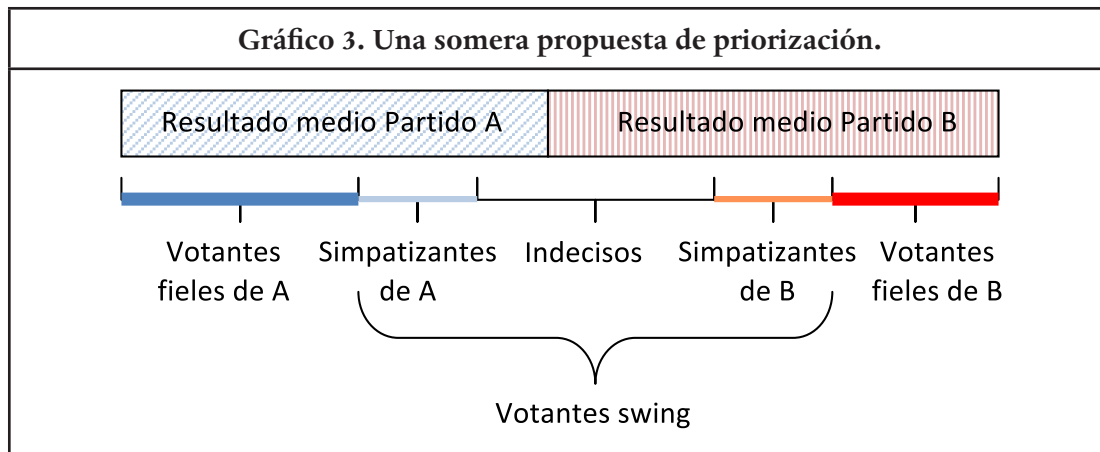 Gráfico 3. Una somera propuesta de priorización.
Resultado medio Partido A
Resultado medio Partido B
Votantes
fieles de A
Simpatizantes
de A
Indecisos
Simpatizantes
de B
Votantes
fieles de B
Votantes swing